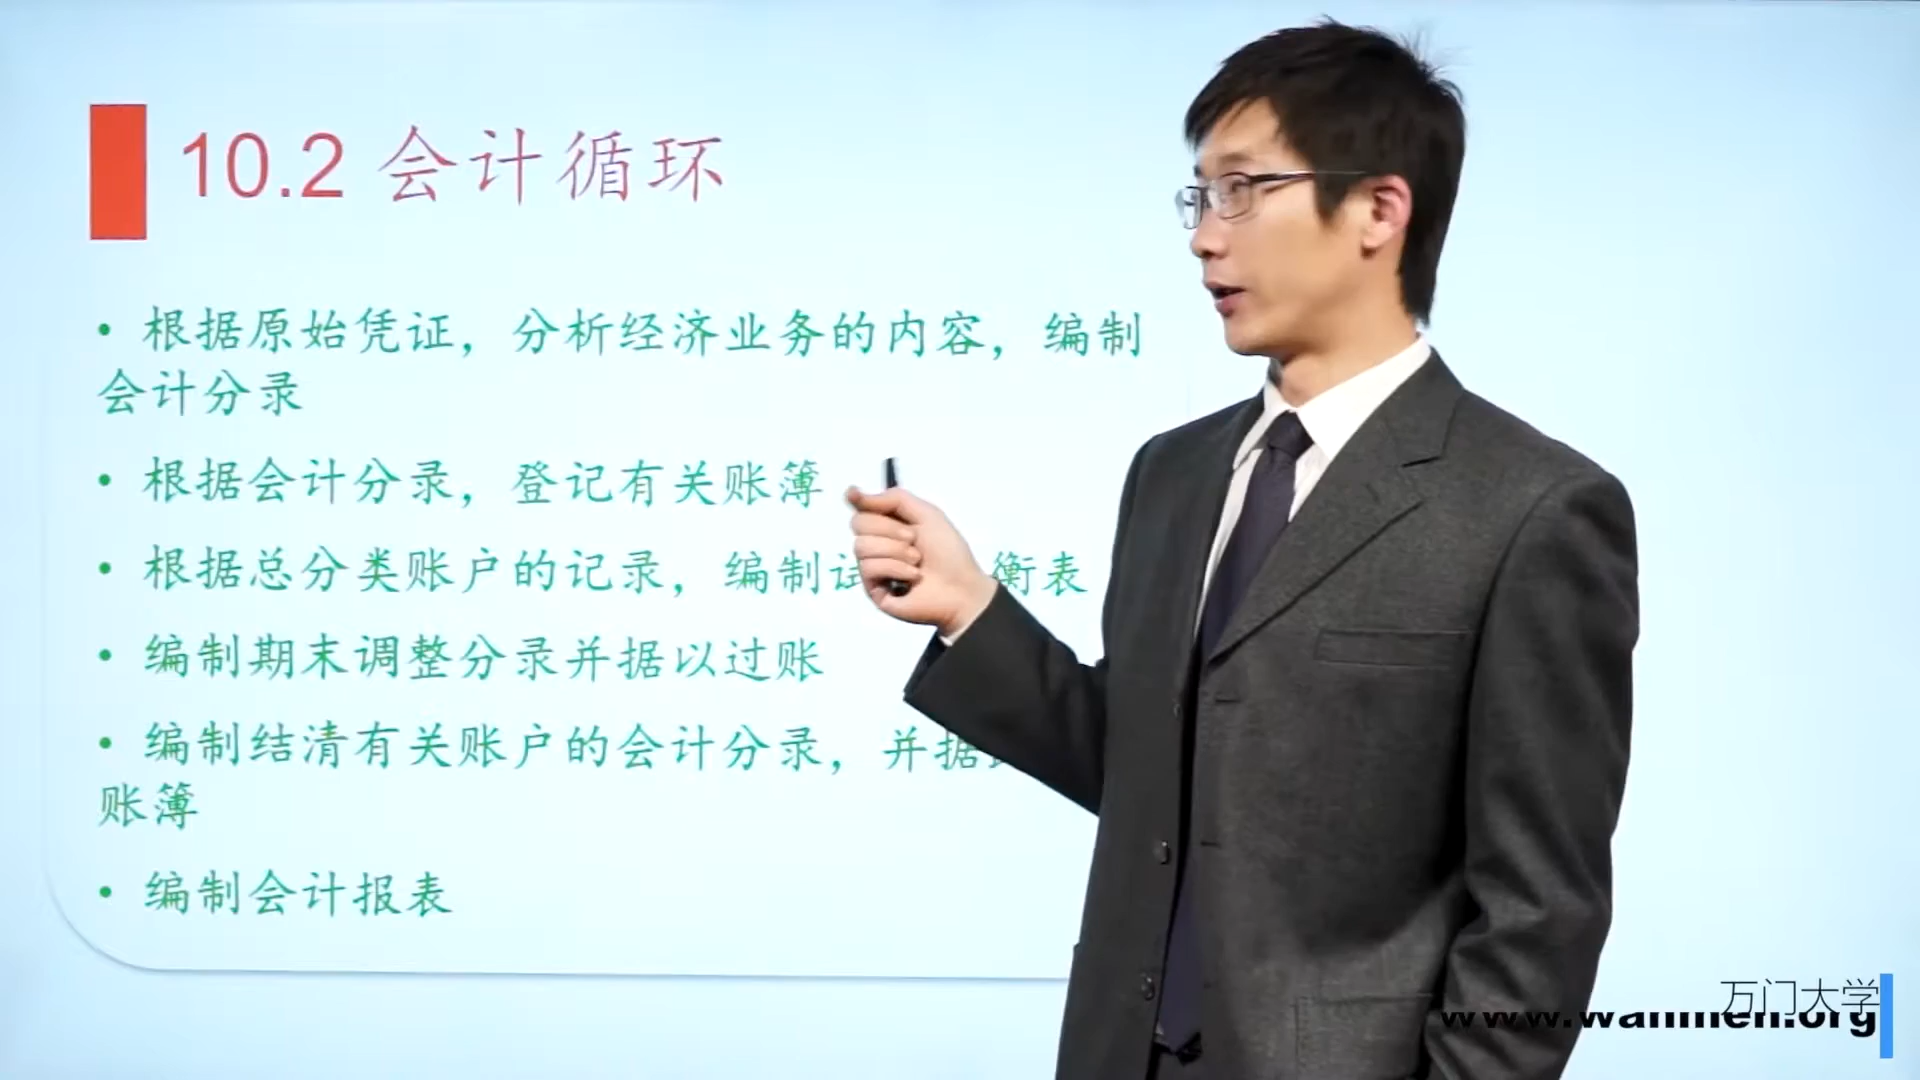 10.2 会计循环
• 根据原始凭证，分析经济业务的内容，编制
会计分录
• 根据会计分录，登记有关账簿
• 根据总分类账户的记录，编制试 衡表
• 编制期末调整分录并据以过账
• 编制结清有关账户的会计分录，并据
账簿
• 编制会计报表
万门大学
www.wanmen.org